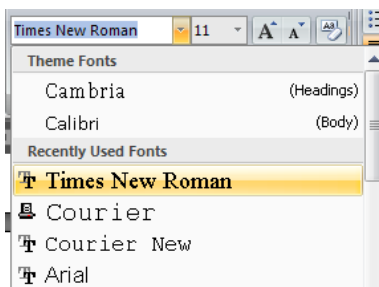 Times New Roman 11 A A Aa
Theme Fonts
Cambria (Headings)
Calibri (Body)
Recently Used Fonts
Times New Roman
Courier
Courier New
Arial